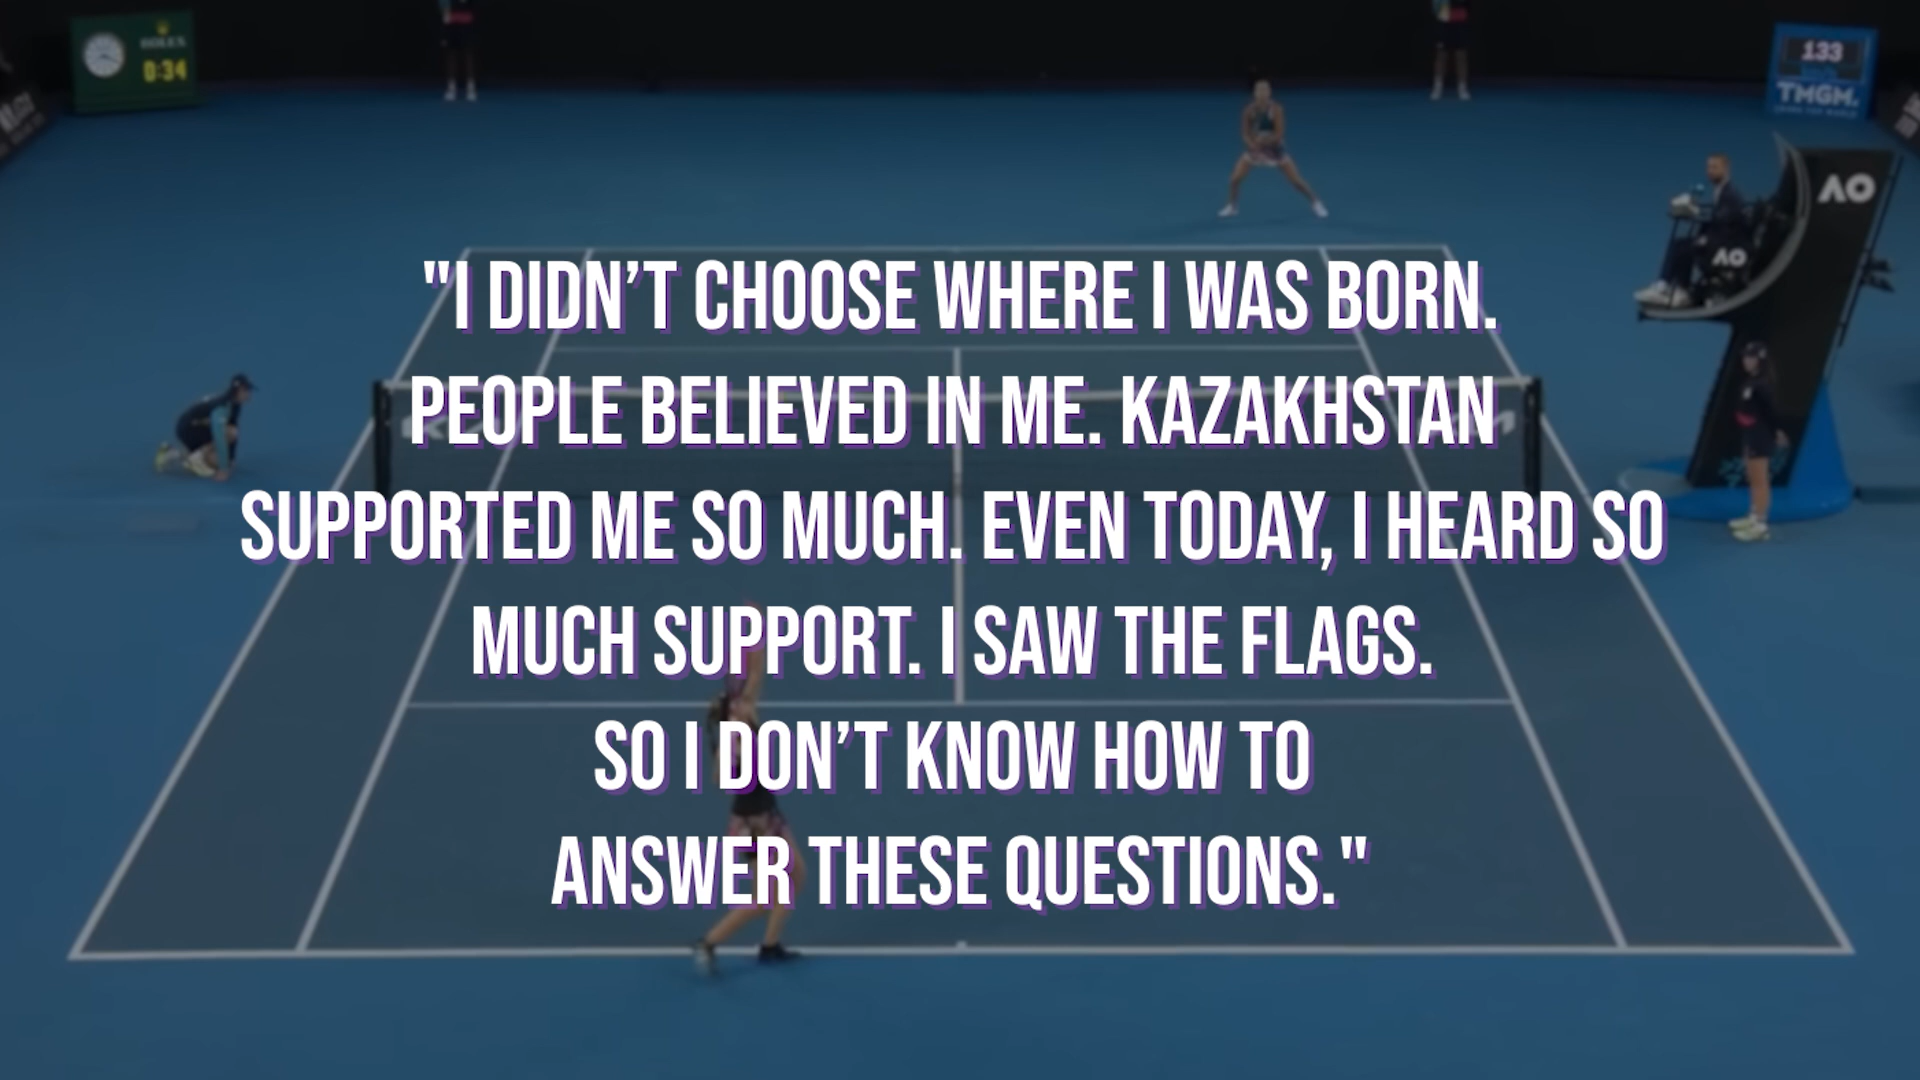 ROLEX
0:34
133
TMGM.
AO
AO
"I DIDN’T CHOOSE WHERE I WAS BORN.
PEOPLE BELIEVED IN ME. KAZAKHSTAN
SUPPORTED ME SO MUCH. EVEN TODAY, I HEARD SO
MUCH SUPPORT. I SAW THE FLAGS.
SO I DON’T KNOW HOW TO
ANSWER THESE QUESTIONS."